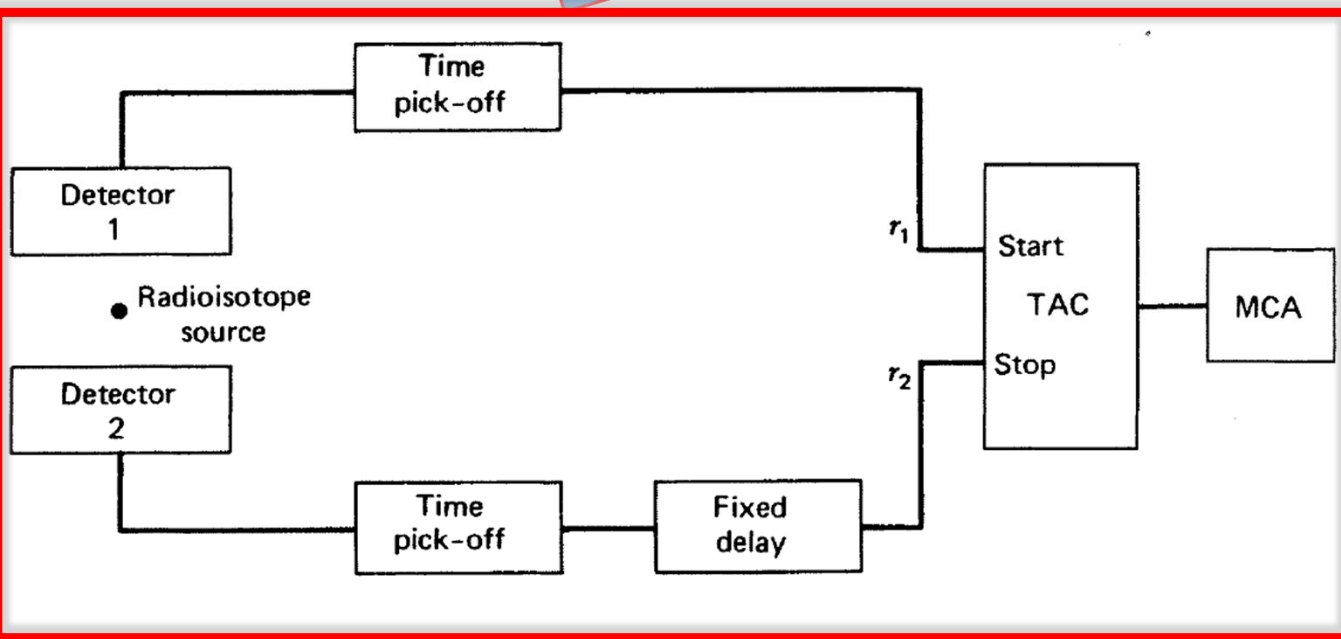 Time
pick-off
Detector
1
r₁
Start
Radioisotope
source
TAC
MCA
Stop
r₂
Detector
2
Time
pick-off
Fixed
delay